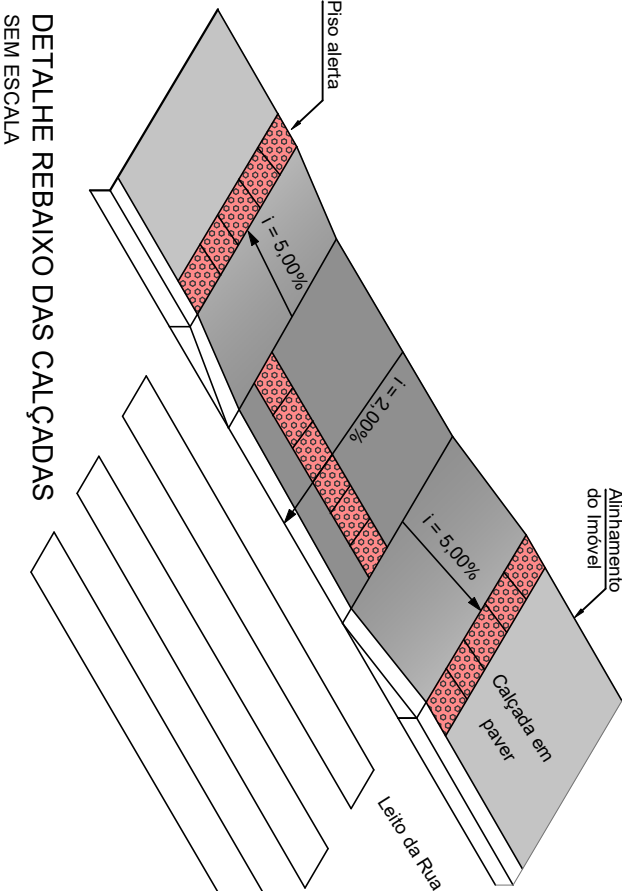 Piso alerta
Alinhamento
do Imóvel
i = 5,00%
i = 2,00%
i = 5,00%
Calçada em
paver
Leito da Rua
DETALHE REBAIXO DAS CALÇADAS
SEM ESCALA